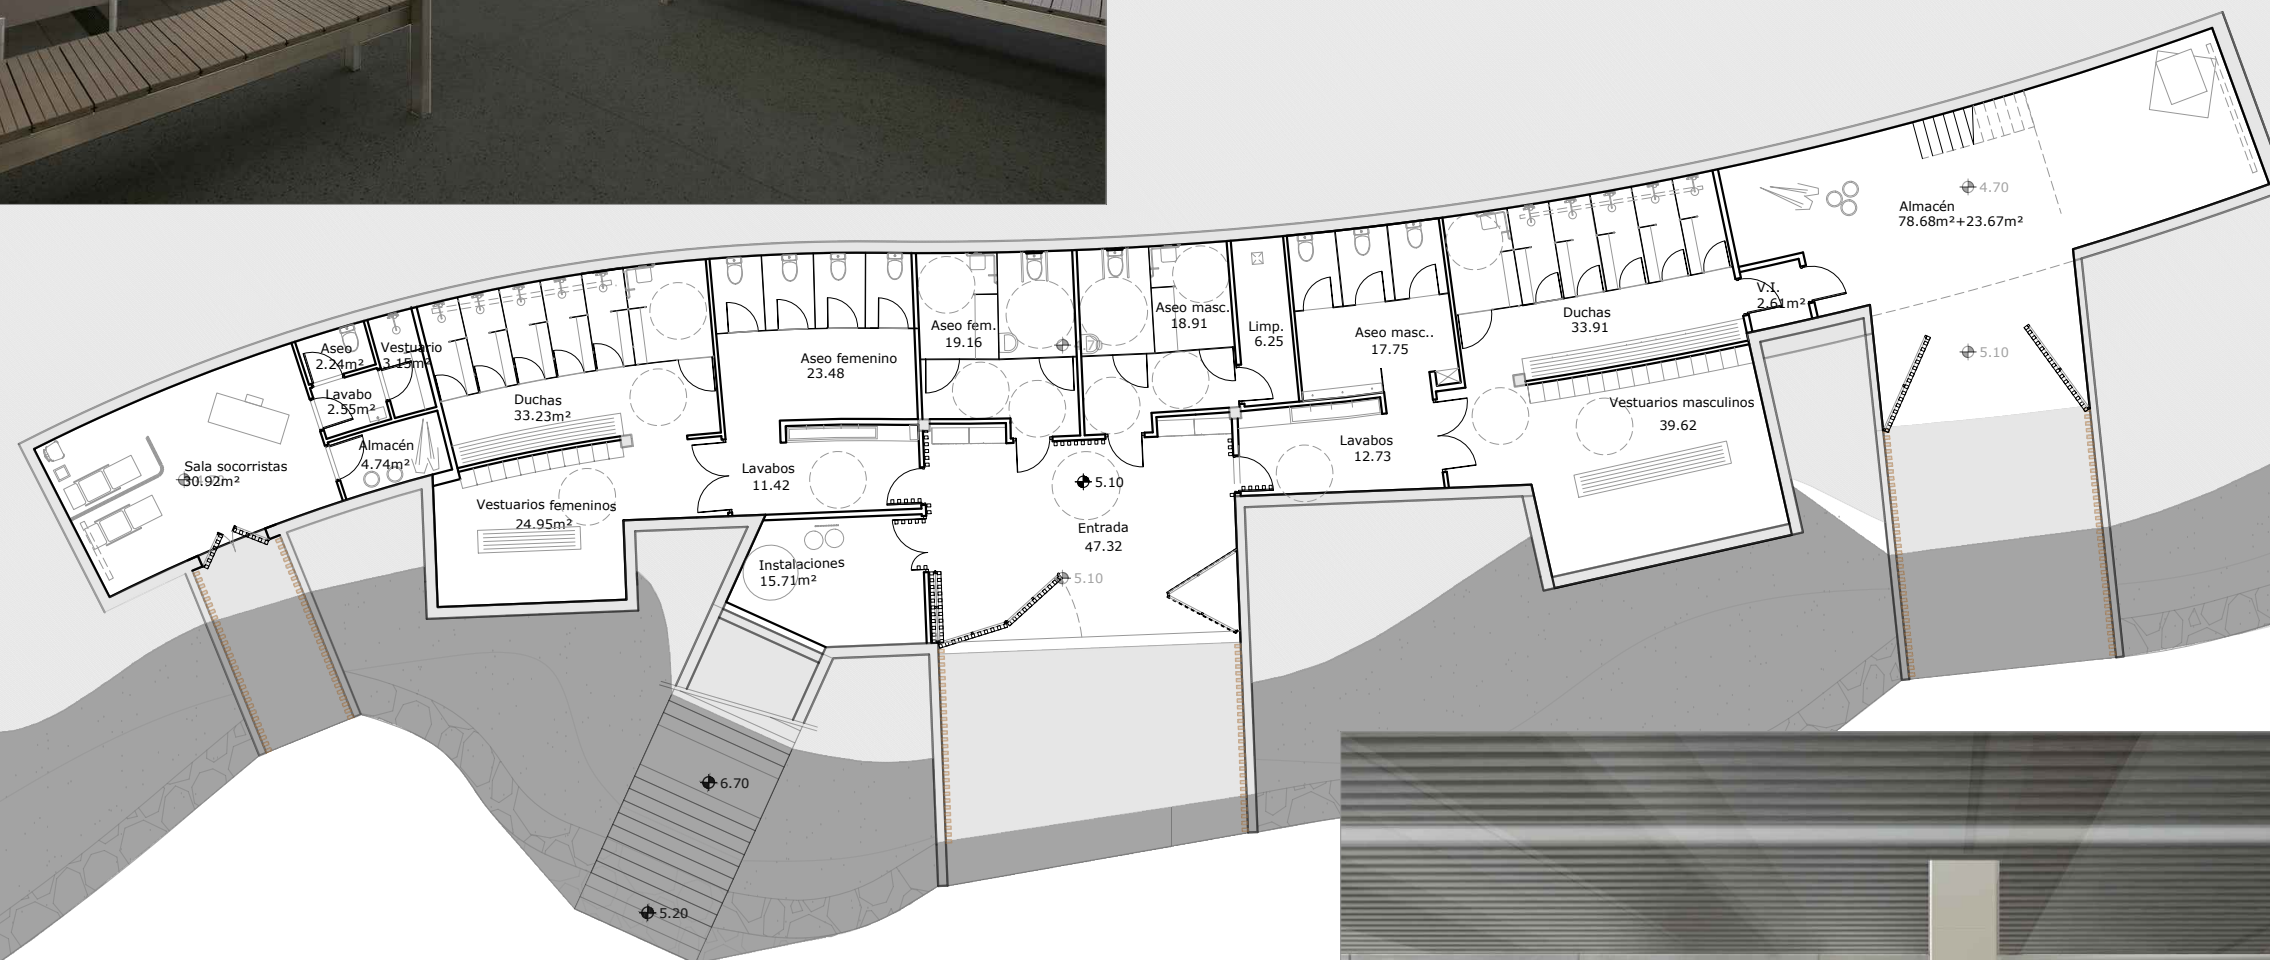 4.70
Almacén
78.68m²+23.67m²
V.I.
2.61m²
Duchas
33.91
5.10
Aseo masc.
18.91
Limp.
6.25
Aseo masc..
17.75
Aseo fem.
19.16
Aseo femenino
23.48
Aseo
2.24m²
Vestuario
3.15m²
Lavabo
2.55m²
Duchas
33.23m²
Vestuarios masculinos
39.62
Almacén
4.74m²
Lavabos
12.73
Sala socorristas
30.92m²
Lavabos
11.42
5.10
Vestuarios femeninos
24.95m²
Entrada
47.32
Instalaciones
15.71m²
5.10
6.70
5.20